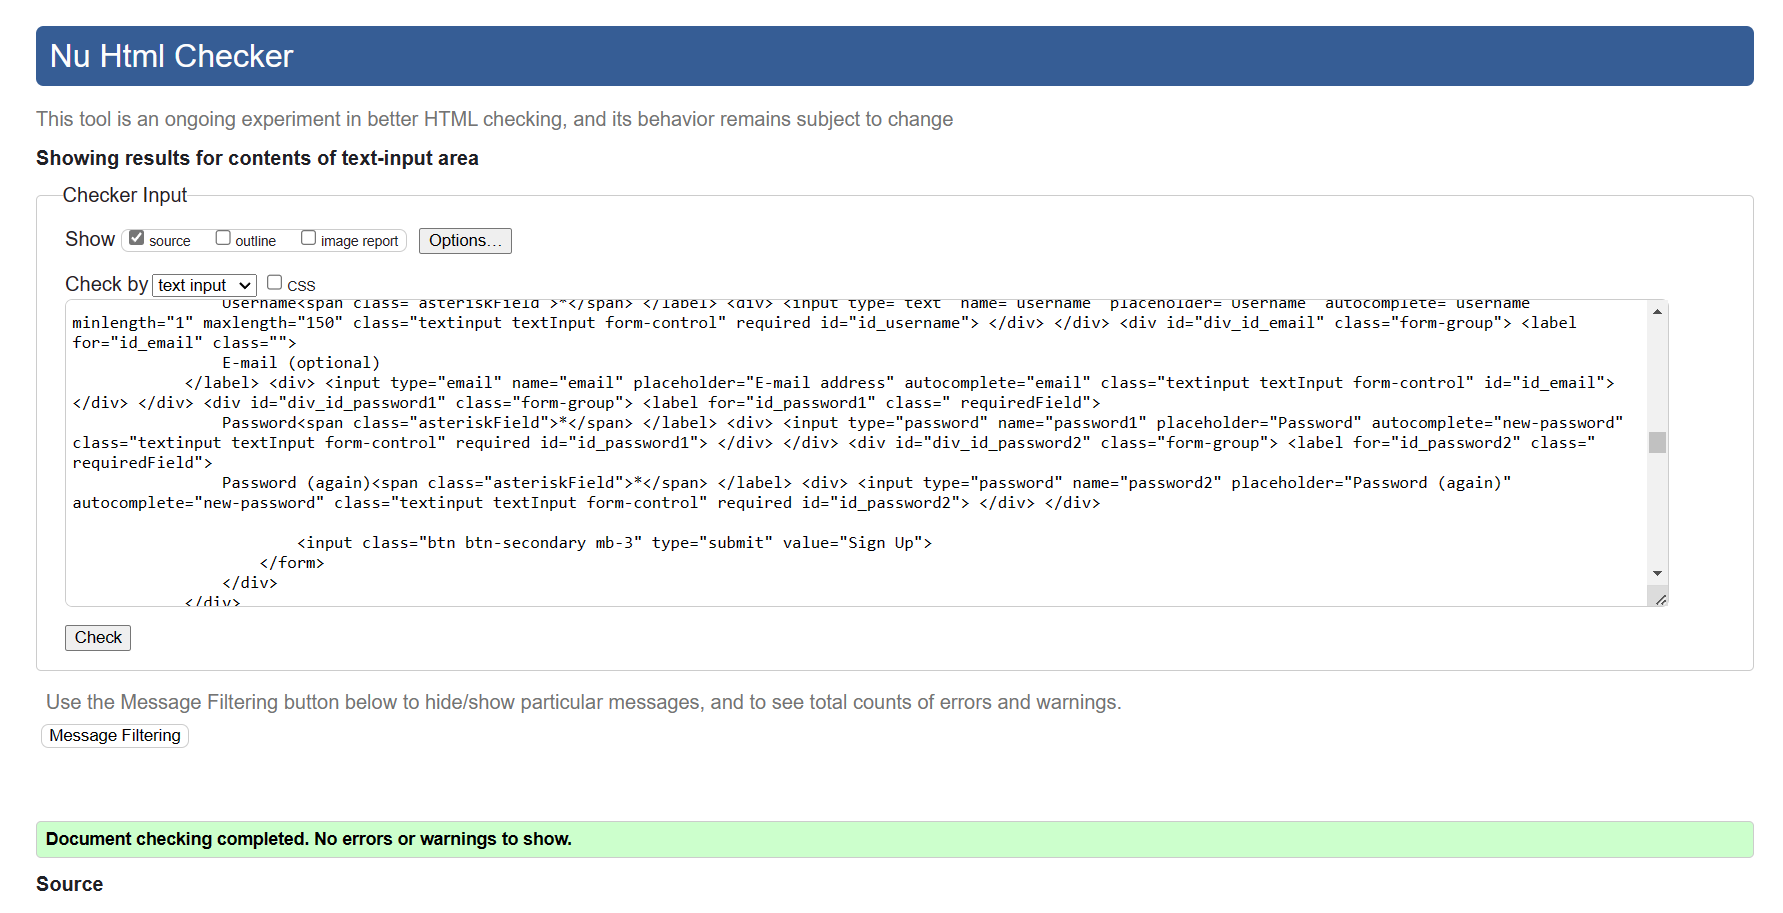 Nu Html Checker
This tool is an ongoing experiment in better HTML checking, and its behavior remains subject to change
Showing results for contents of text-input area
Checker Input
Show source outline image report Options...
Check by text input CSS
Username<span class="asteriskField">*</span> </label> <div> <input type="text" name="username" placeholder="Username" autocomplete="username"
minlength="1" maxlength="150" class="textinput textInput form-control" required id="id_username"> </div> </div> <div id="div_id_email" class="form-group"> <label
for="id_email" class="">
E-mail (optional)
</label> <div> <input type="email" name="email" placeholder="E-mail address" autocomplete="email" class="textinput textInput form-control" id="id_email">
</div> </div> <div id="div_id_password1" class="form-group"> <label for="id_password1" class=" requiredField">
Password<span class="asteriskField">*</span> </label> <div> <input type="password" name="password1" placeholder="Password" autocomplete="new-password"
class="textinput textInput form-control" required id="id_password1"> </div> </div> <div id="div_id_password2" class="form-group"> <label for="id_password2" class="
requiredField">
Password (again)<span class="asteriskField">*</span> </label> <div> <input type="password" name="password2" placeholder="Password (again)"
autocomplete="new-password" class="textinput textInput form-control" required id="id_password2"> </div> </div>
<input class="btn btn-secondary mb-3" type="submit" value="Sign Up">
</form>
</div>
</div>
Check
Use the Message Filtering button below to hide/show particular messages, and to see total counts of errors and warnings.
Message Filtering
Document checking completed. No errors or warnings to show.
Source